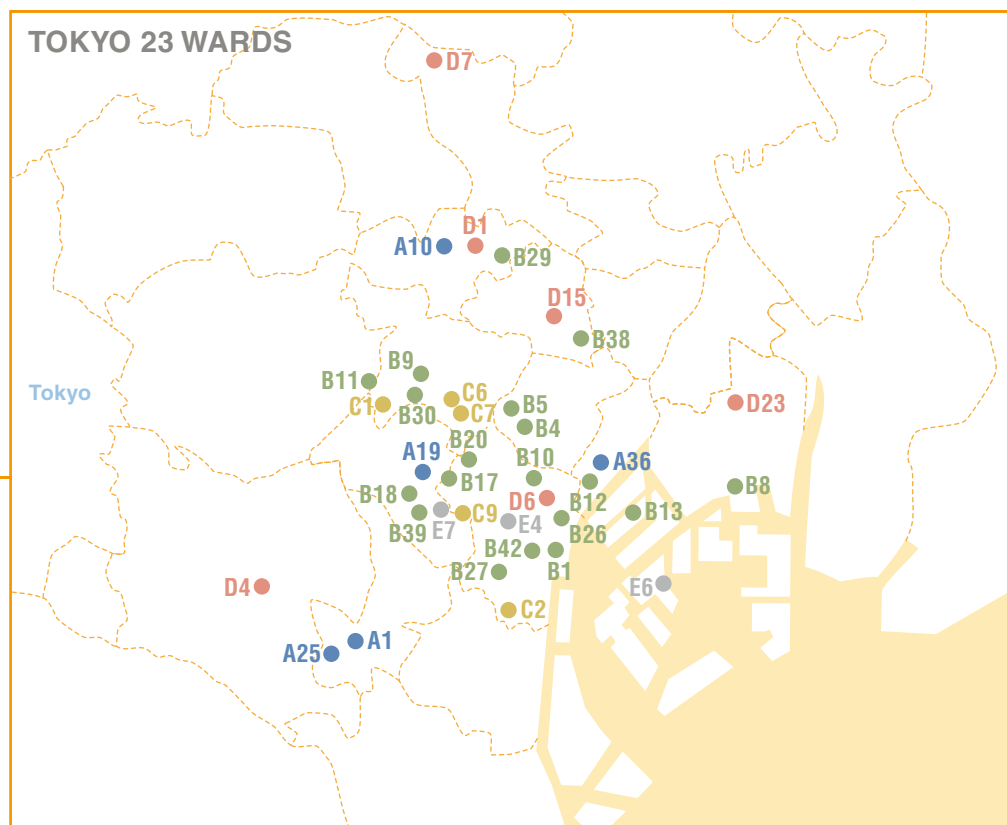 TOKYO 23 WARDS
D7
D1
A10
B29
D15
B38
B9
B11
Tokyo
C6
C1
B30
C7
B5
D23
B4
B20
A19
B10
A36
B17
B18
D6
B12
B8
B39
E7
C9
E4
B26
B13
B42
B1
B27
E6
D4
C2
A1
A25